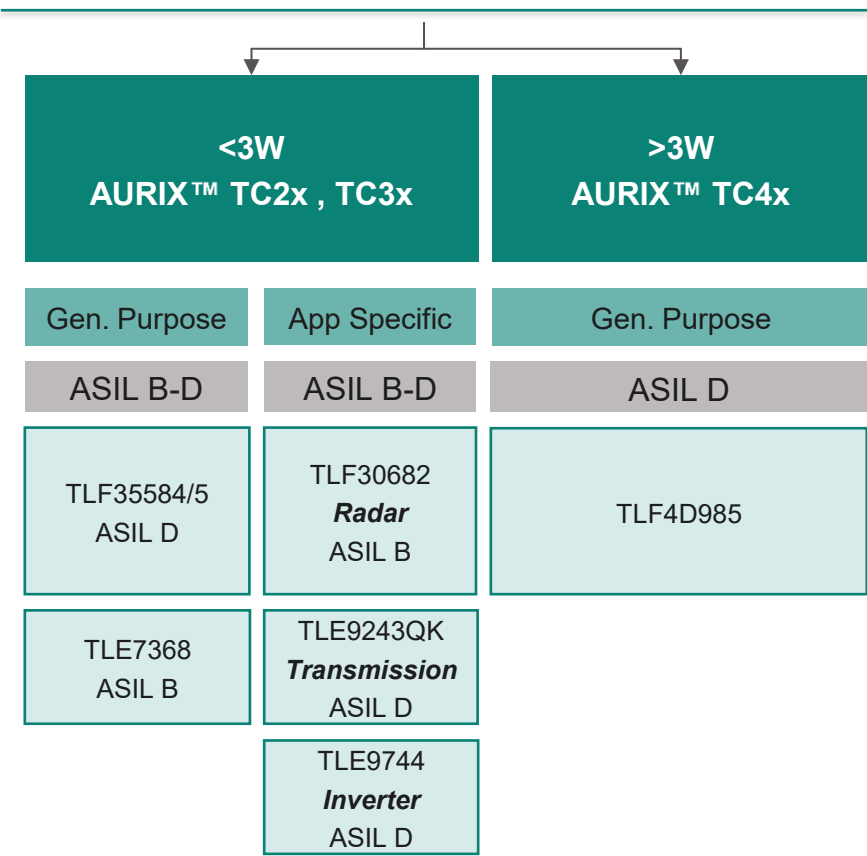 <3W
AURIX™ TC2x , TC3x
>3W
AURIX™ TC4x
Gen. Purpose
App Specific
Gen. Purpose
ASIL B-D
ASIL B-D
ASIL D
TLF35584/5
ASIL D
TLF30682
Radar
ASIL B
TLF4D985
TLE7368
ASIL B
TLE9243QK
Transmission
ASIL D
TLE9744
Inverter
ASIL D